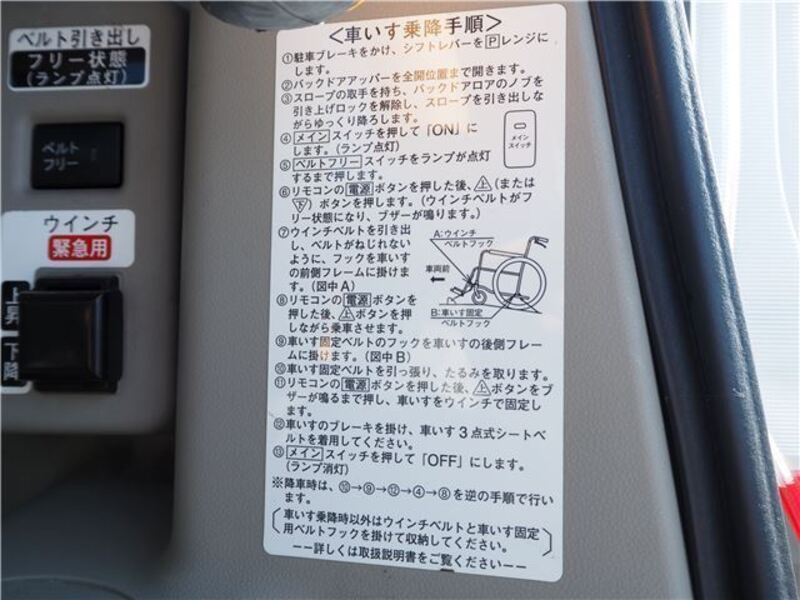 ベルト引き出し
フリー状態
(ランプ点灯)
ベルト
フリー
ウインチ
緊急用
上昇
下降
＜車いす乗降手順＞
①駐車ブレーキをかけ、シフトレバーをPレンジに
します。
②バックドアアッパーを全開位置まで開きます。
③スロープの取手を持ち、バックドアロアのノブを
引き上げロックを解除し、スロープを引き出しな
がらゆっくり降ろします。
④メインスイッチを押して「ON」に
します。(ランプ点灯)
メイン
スイッチ
⑤ベルトフリースイッチをランプが点灯
するまで押します。
⑥リモコンの電源ボタンを押した後、上(または
下)ボタンを押します。(ウインチベルトがフ
リー状態になり、ブザーが鳴ります。)
⑦ウインチベルトを引き出
し、ベルトがねじれない
ように、フックを車いす
の前側フレームに掛けま
す。(図中A)
A:ウインチ
ベルトフック
車両前
B:車いす固定
ベルトフック
⑧リモコンの電源ボタンを
押した後、上ボタンを押
しながら乗車させます。
⑨車いす固定ベルトのフックを車いすの後側フレー
ムに掛けます。(図中B)
⑩車いす固定ベルトを引っ張り、たるみを取ります。
⑪リモコンの電源ボタンを押した後、上ボタンをブ
ザーが鳴るまで押し、車いすをウインチで固定し
ます。
⑫車いすのブレーキを掛け、車いす3点式シートベ
ルトを着用してください。
⑬メインスイッチを押して「OFF」にします。
(ランプ消灯)
※降車時は、⑩→⑨→⑫→④→⑧を逆の手順で行い
ます。
車いす乗降時以外はウインチベルトと車いす固定
用ベルトフックを掛けて収納してください。
ーー詳しくは取扱説明書をご覧くださいーー